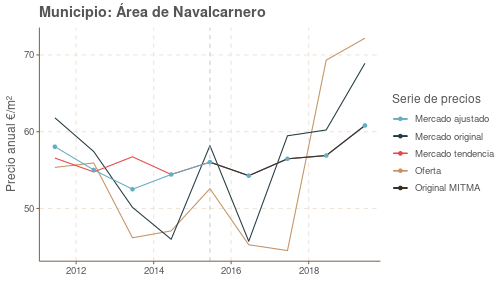 Municipio: Área de Navalcarnero
Precio anual €/m²
70
60
50
2012
2014
2016
2018
Serie de precios
Mercado ajustado
Mercado original
Mercado tendencia
Oferta
Original MITMA